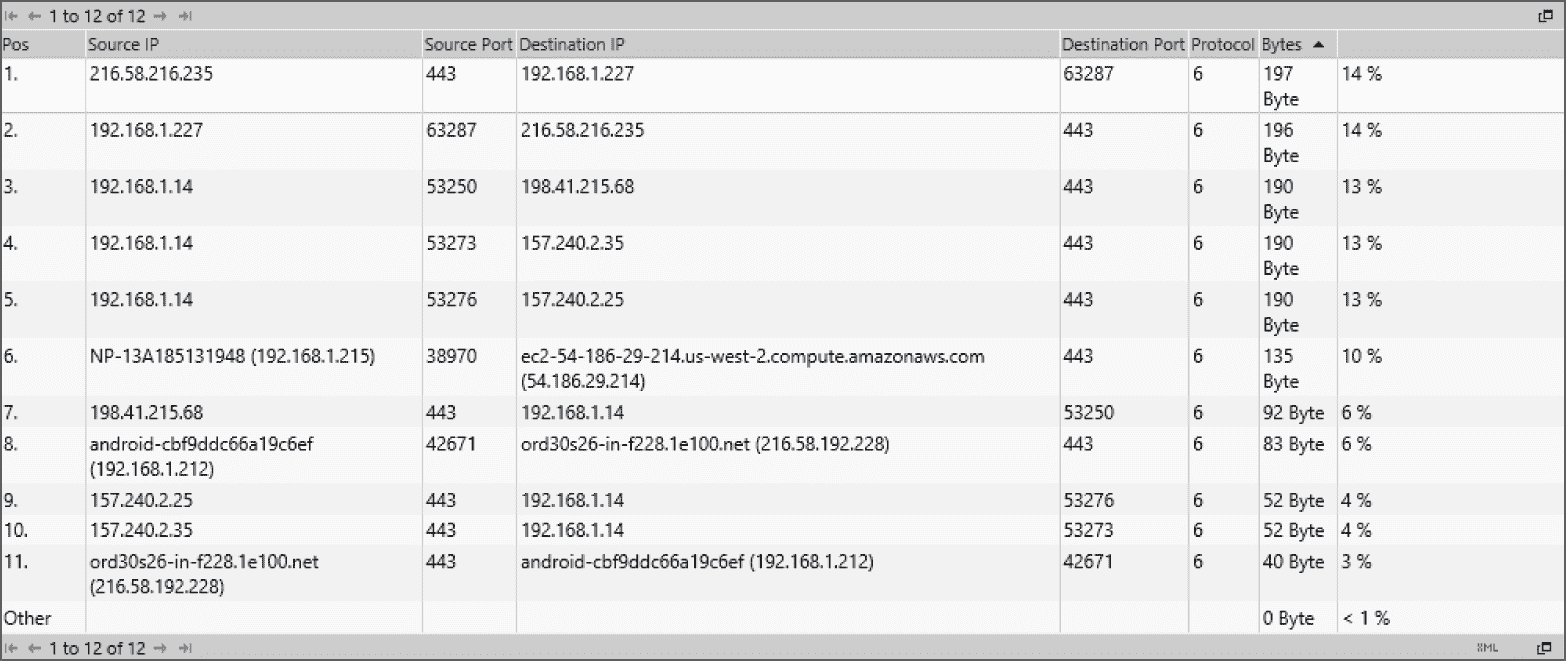 1 to 12 of 12
Pos Source IP Source Port Destination IP Destination Port Protocol Bytes
1. 216.58.216.235 443 192.168.1.227 63287 6 197 14 %
Byte
2. 192.168.1.227 63287 216.58.216.235 443 6 196 14 %
Byte
3. 192.168.1.14 53250 198.41.215.68 443 6 190 13 %
Byte
4. 192.168.1.14 53273 157.240.2.35 443 6 190 13 %
Byte
5. 192.168.1.14 53276 157.240.2.25 443 6 190 13 %
Byte
6. NP-13A185131948 (192.168.1.215) 38970 ec2-54-186-29-214.us-west-2.compute.amazonaws.com 443 6 135 10 %
(54.186.29.214) Byte
7. 198.41.215.68 443 192.168.1.14 53250 6 92 Byte 6 %
8. android-cbf9ddc66a19c6ef 42671 ord30s26-in-f228.1e100.net (216.58.192.228) 443 6 83 Byte 6 %
(192.168.1.212)
9. 157.240.2.25 443 192.168.1.14 53276 6 52 Byte 4 %
10. 157.240.2.35 443 192.168.1.14 53273 6 52 Byte 4 %
11. ord30s26-in-f228.1e100.net 443 android-cbf9ddc66a19c6ef (192.168.1.212) 42671 6 40 Byte 3 %
(216.58.192.228)
Other 0 Byte < 1 %
1 to 12 of 12 XML